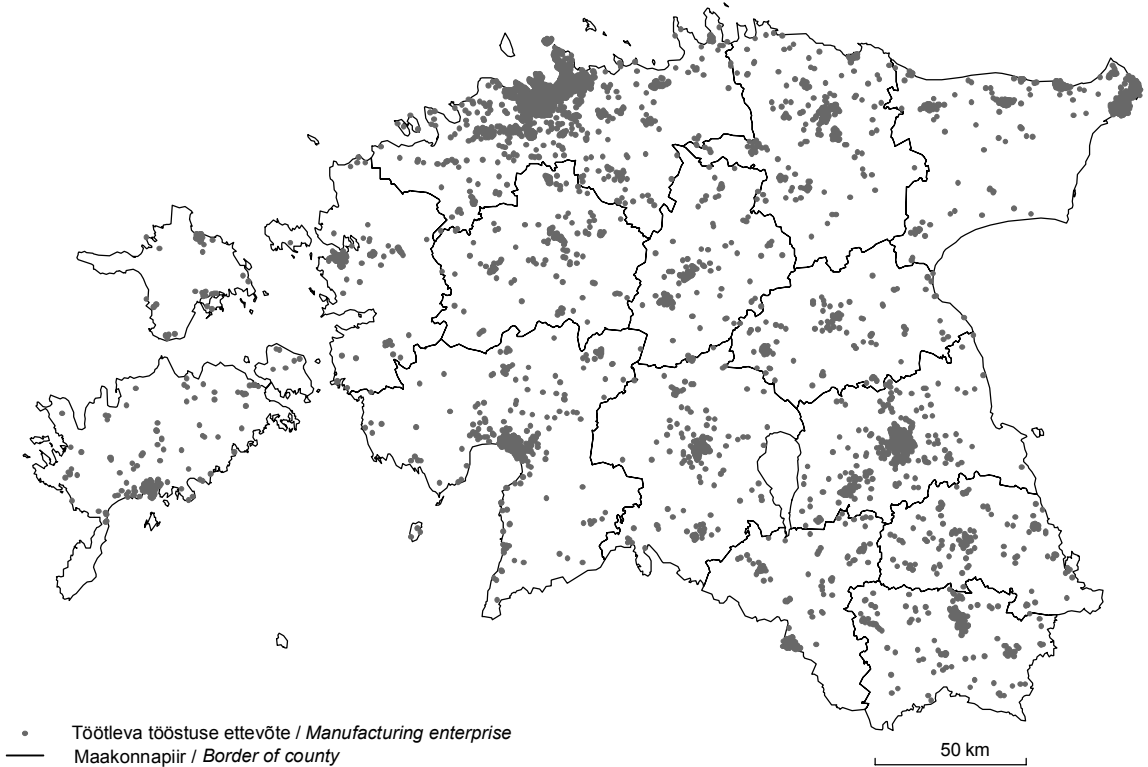 Töötleva tööstuse ettevõte / Manufacturing enterprise
Maakonnapiir / Border of county
50 km